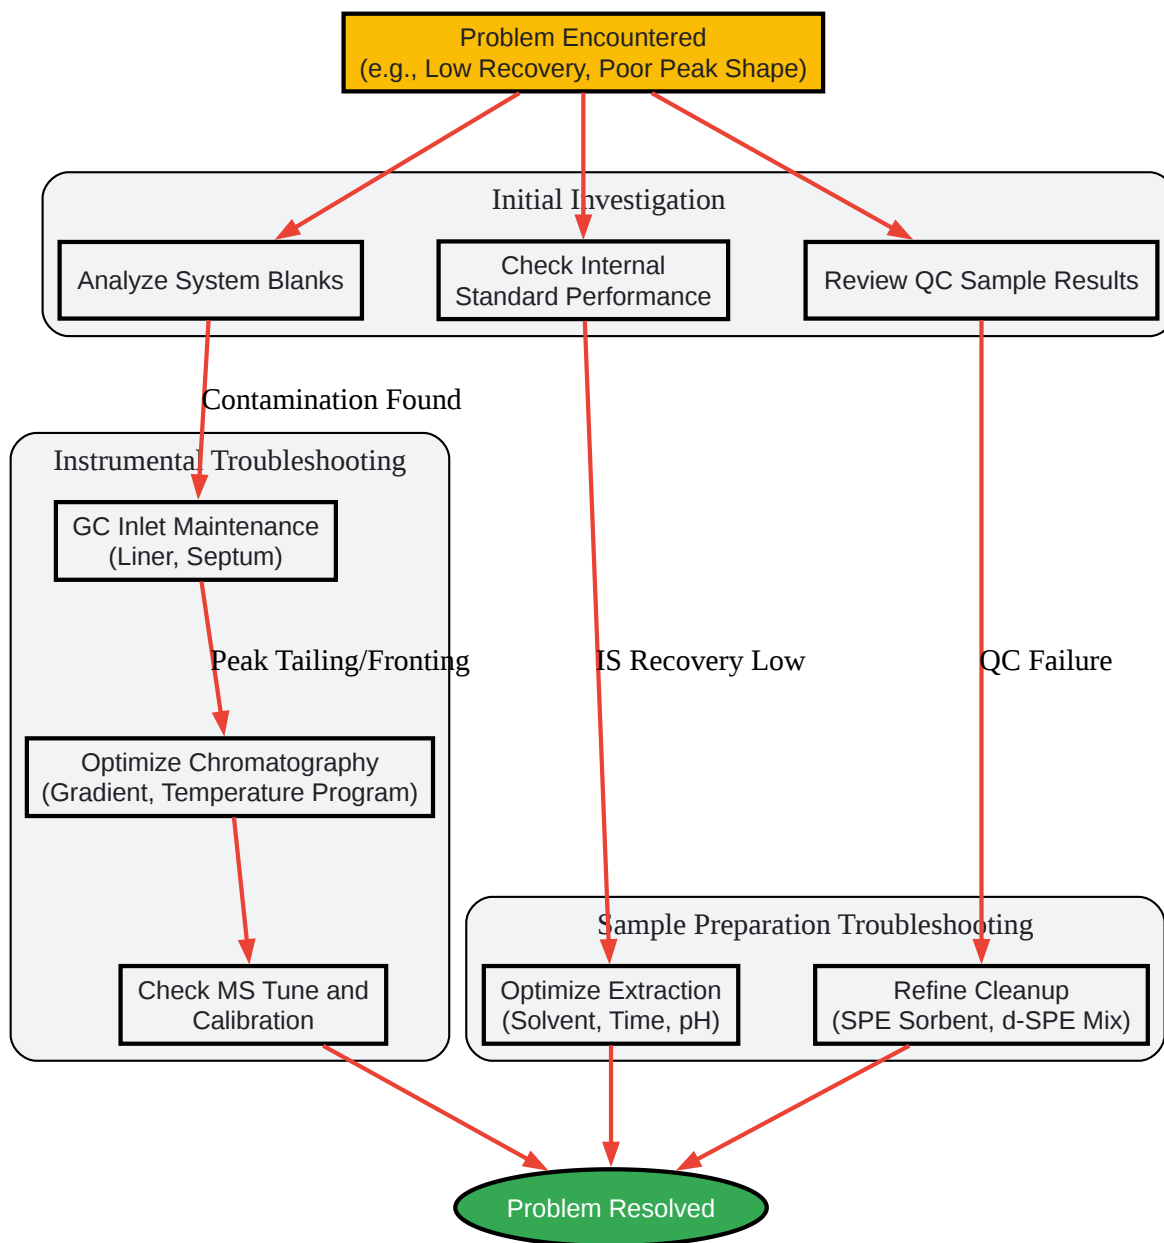 Problem Encountered
(e.g., Low Recovery, Poor Peak Shape)
Initial Investigation
Analyze System Blanks
Check Internal
Standard Performance
Review QC Sample Results
Contamination Found
Instrumental Troubleshooting
GC Inlet Maintenance
(Liner, Septum)
Peak Tailing/Fronting
IS Recovery Low
QC Failure
Optimize Chromatography
(Gradient, Temperature Program)
Sample Preparation Troubleshooting
Check MS Tune and
Calibration
Optimize Extraction
(Solvent, Time, pH)
Refine Cleanup
(SPE Sorbent, d-SPE Mix)
Problem Resolved